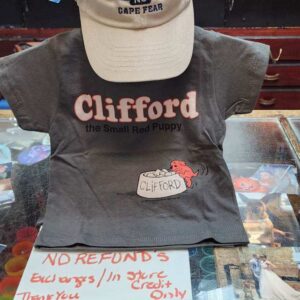 CAPE FEAR
Clifford
the Small Red Puppy
CLIFFORD
NO REFUND'S
Exchanges/In Store
Credit
Thank You Only